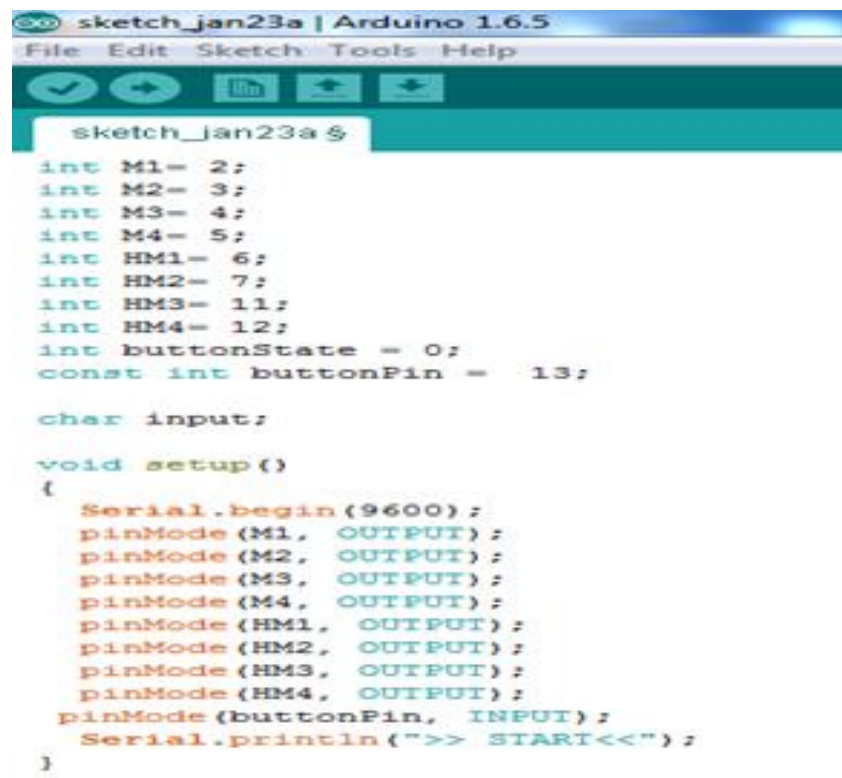 sketch_jan23a | Arduino 1.6.5
File Edit Sketch Tools Help
sketch_jan23a §
int M1= 2;
int M2= 3;
int M3= 4;
int M4= 5;
int HM1= 6;
int HM2= 7;
int HM3= 11;
int HM4= 12;
int buttonState = 0;
const int buttonPin =  13;
char input;
void setup()
{
  Serial.begin(9600);
  pinMode(M1, OUTPUT);
  pinMode(M2, OUTPUT);
  pinMode(M3, OUTPUT);
  pinMode(M4, OUTPUT);
  pinMode(HM1, OUTPUT);
  pinMode(HM2, OUTPUT);
  pinMode(HM3, OUTPUT);
  pinMode(HM4, OUTPUT);
 pinMode(buttonPin, INPUT);
  Serial.println(">> START<<");
}